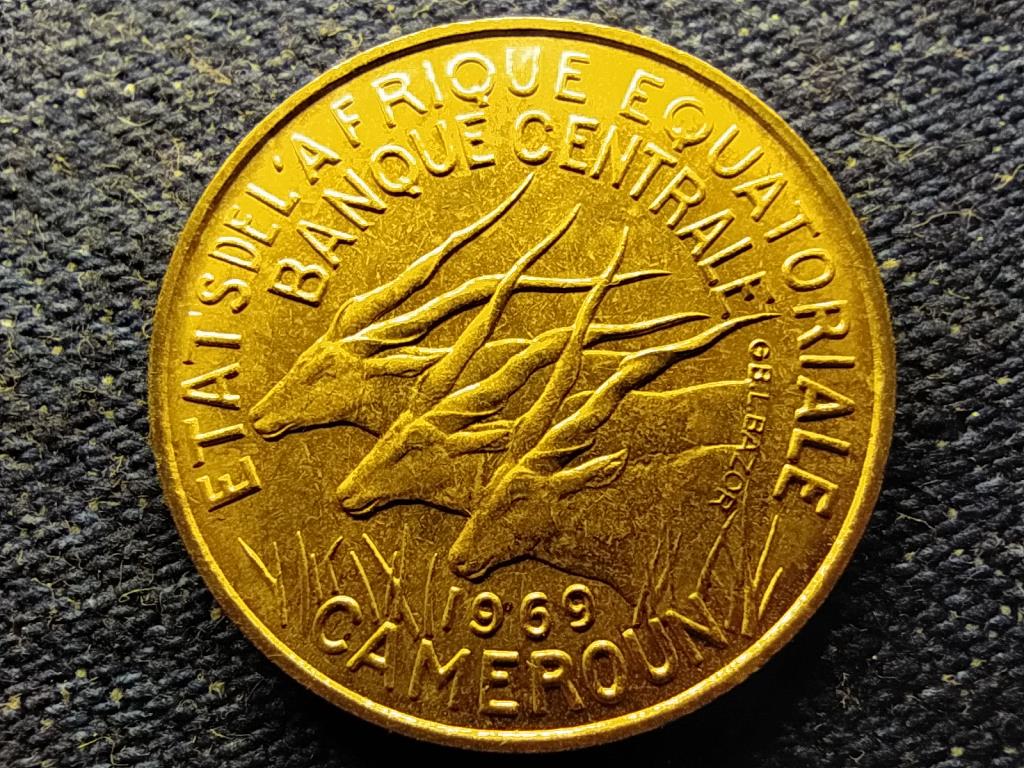 ETATS DE L'AFRIQUE EQUATORIALE
BANQUE CENTRALE
G.B.L.BAZOR
1969
CAMEROUN